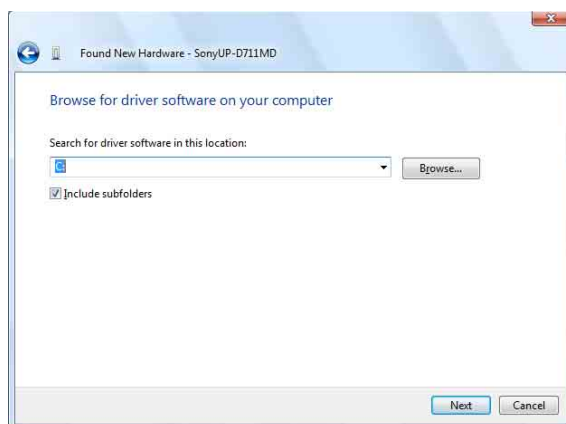 Found New Hardware - SonyUP-D711MD
Browse for driver software on your computer
Search for driver software in this location:
C:
Browse...
Include subfolders
Next
Cancel